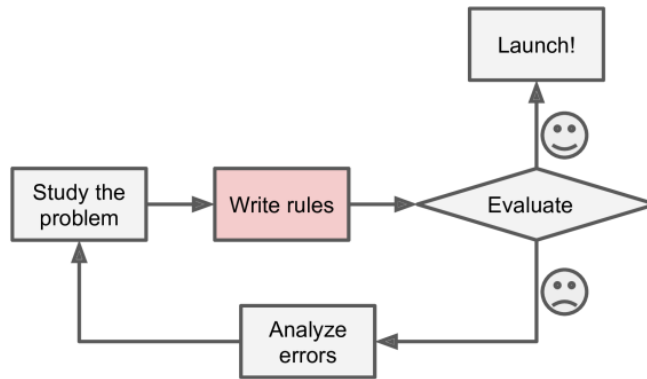 Launch!
Study the
problem
Write rules
Evaluate
Analyze
errors